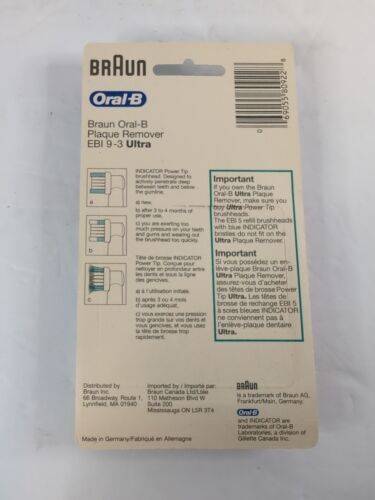 BRAUN
Oral-B
Braun Oral-B
Plaque Remover
EBI 9-3 Ultra
0 69055 80922 8
INDICATOR Power Tip
brushhead. Designed to
actively penetrate deep
between teeth and below
the gumline.
a) new.
b) after 3 to 4 months of
proper use.
c) you are exerting too
much pressure on your teeth
and gums and wearing out
the brushhead too quickly.
a
b
c
Tête de brosse INDICATOR
Power Tip. Conçue pour
nettoyer en profondeur entre
les dents et sous la ligne
des gencives.
a) à l'utilisation initiale.
b) après 3 ou 4 mois
d'usage adéquat.
c) vous exercez une pression
trop grande sur vos dents et
vos gencives, et vous usez
la tête de brosse trop
rapidement.
Important
If you own the Braun
Oral-B Ultra Plaque
Remover, make sure you
buy Ultra Power Tip
brushheads.
The EBI 5 refill brushheads
with blue INDICATOR
bristles do not fit on the
Ultra Plaque Remover.
Important
Si vous possédez un en-
lève-plaque Braun Oral-B
Ultra Plaque Remover,
assurez-vous d'acheter
des têtes de brosse Power
Tip Ultra. Les têtes de
brosse de rechange EBI 5
à soies bleues INDICATOR
ne conviennent pas à
l'enlève-plaque dentaire
Ultra.
Distributed by
Braun Inc.
66 Broadway, Route 1,
Lynnfield, MA 01940
Imported by / Importé par:
Braun Canada Ltd/Ltée
110 Matheson Blvd W
Suite 200
Mississauga ON L5R 3T4
BRAUN
is a trademark of Braun AG,
Frankfurt/Main, Germany.
Oral-B
and INDICATOR are
trademarks of Oral-B
Laboratories, a division of
Gillette Canada Inc.
Made in Germany/Fabriqué en Allemagne